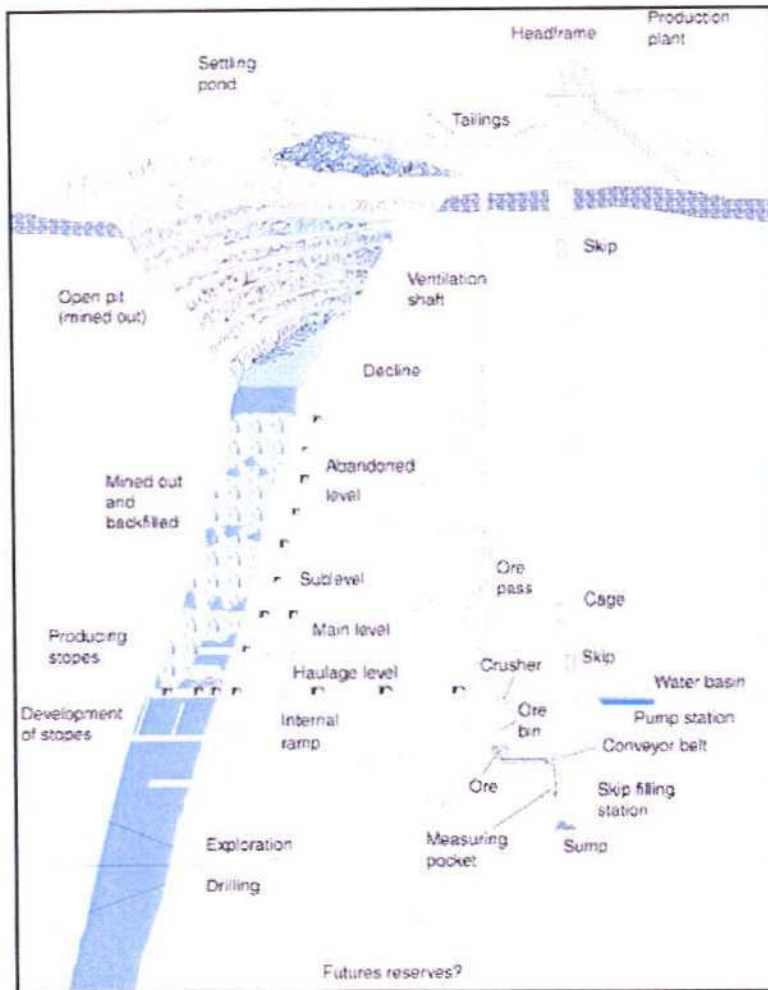 Production
plant
Headframe
Settling
pond
Tailings
Skip
Open pit
(mined out)
Ventilation
shaft
Decline
Mined out
and
backfilled
Abandoned
level
Sublevel
Ore
pass
Cage
Producing
stopes
Main level
Haulage level
Crusher
Skip
Water basin
Development
of stopes
Internal
ramp
Ore
bin
Pump station
Conveyor belt
Ore
Skip filling
station
Measuring
pocket
Sump
Exploration
Drilling
Futures reserves?